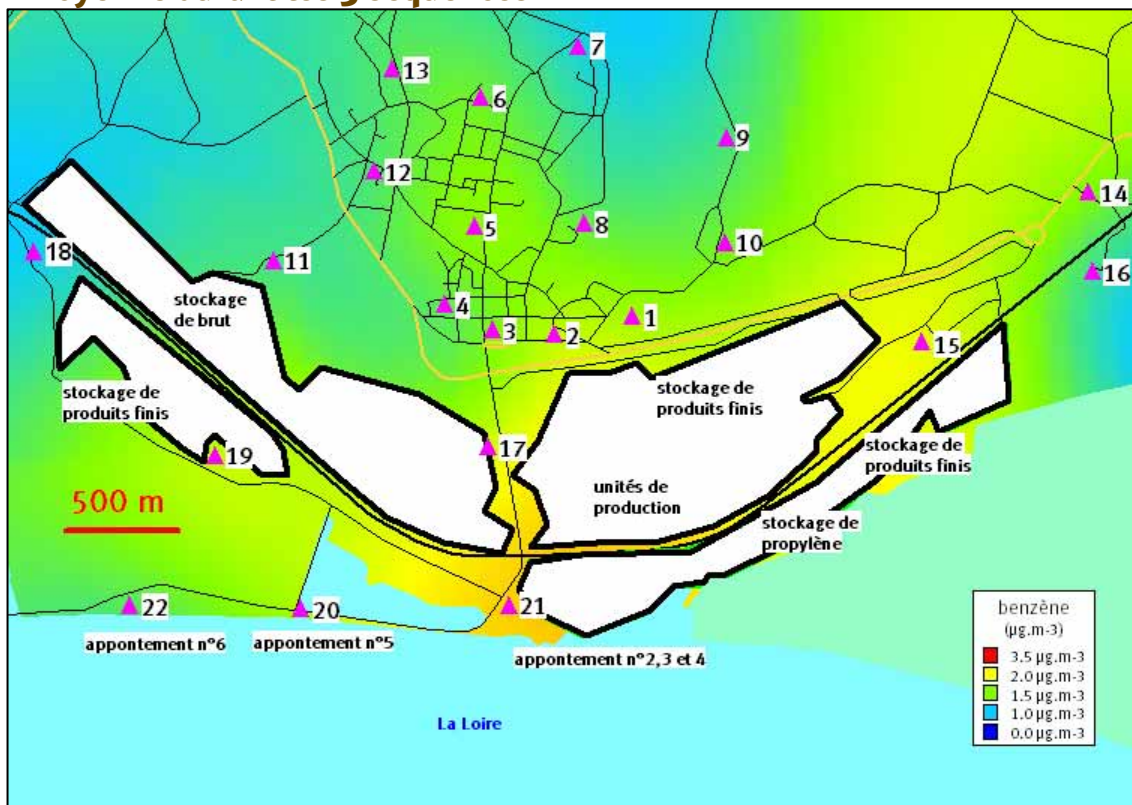 7
13
6
9
12
14
5
8
10
18
11
16
stockage
de brut
4
1
3
2
15
stockage de
produits finis
stockage de
produits finis
17
stockage de
produits finis
19
unités de
production
500 m
stockage de
propylène
22
20
21
appontement n°6
appontement n°5
appontement n°2,3 et 4
La Loire
benzène
(µg.m-3)
3.5 µg.m-3
2.0 µg.m-3
1.5 µg.m-3
1.0 µg.m-3
0.0 µg.m-3